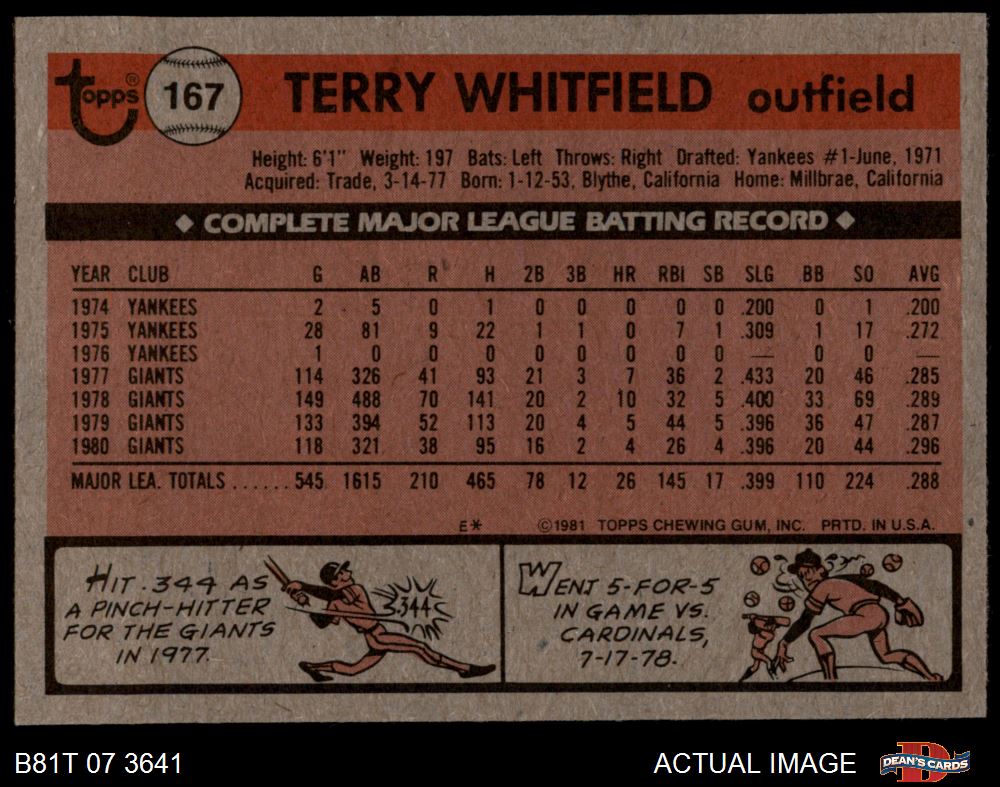 Topps® 167 TERRY WHITFIELD outfield
Height: 6'1" Weight: 197 Bats: Left Throws: Right Drafted: Yankees #1-June, 1971
Acquired: Trade, 3-14-77 Born: 1-12-53, Blythe, California Home: Millbrae, California
◆ COMPLETE MAJOR LEAGUE BATTING RECORD ◆
YEAR CLUB G AB R H 2B 3B HR RBI SB SLG BB SO AVG
1974 YANKEES 2 5 0 1 0 0 0 0 0 .200 0 1 .200
1975 YANKEES 28 81 9 22 1 1 0 7 1 .309 1 17 .272
1976 YANKEES 1 0 0 0 0 0 0 0 0 — 0 0 —
1977 GIANTS 114 326 41 93 21 3 7 36 2 .433 20 46 .285
1978 GIANTS 149 488 70 141 20 2 10 32 5 .400 33 69 .289
1979 GIANTS 133 394 52 113 20 4 5 44 5 .396 36 47 .287
1980 GIANTS 118 321 38 95 16 2 4 26 4 .396 20 44 .296
MAJOR LEA. TOTALS ......545 1615 210 465 78 12 26 145 17 .399 110 224 .288
E* ©1981 TOPPS CHEWING GUM, INC. PRTD. IN U.S.A.
HIT .344 AS
A PINCH-HITTER
FOR THE GIANTS
IN 1977.
.344
WENT 5-FOR-5
IN GAME VS.
CARDINALS,
7-17-78.
B81T 07 3641 ACTUAL IMAGE DEAN'S CARDS